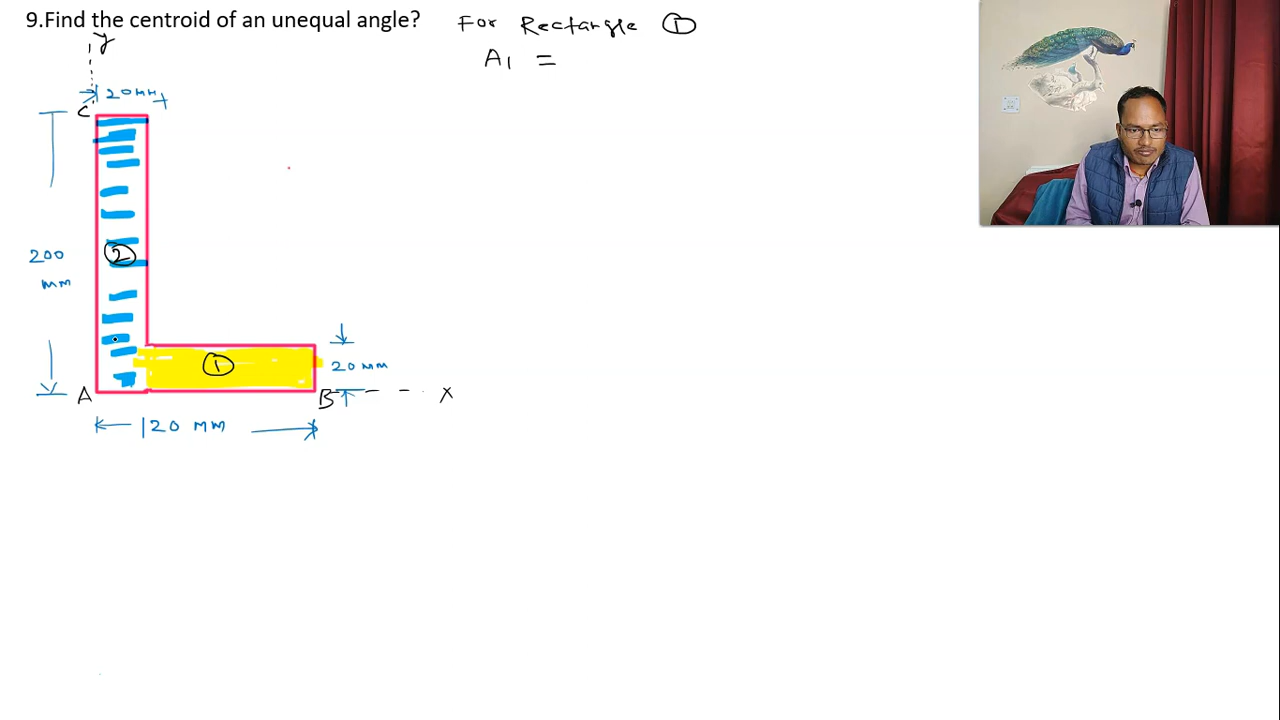 9.Find the centroid of an unequal angle?
For Rectangle ①
A1 =
y
20MM
C
200
mm
②
①
20 mm
A
B
X
120 MM